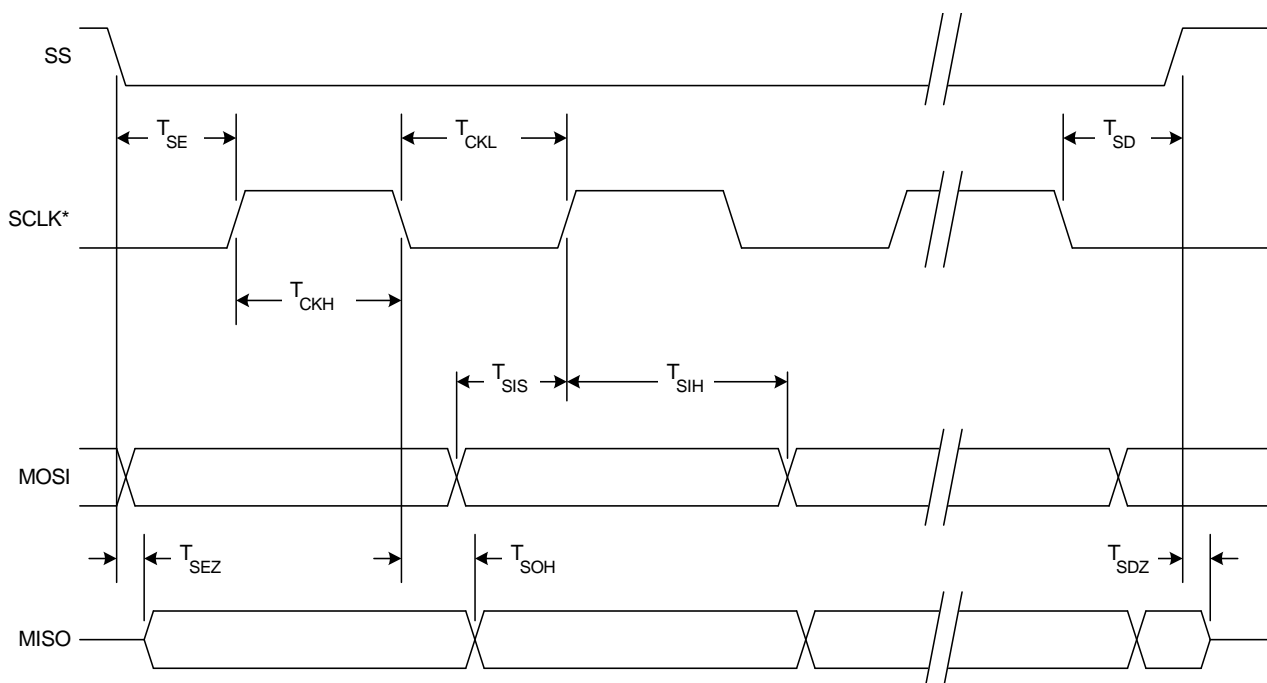 SS
T_SE
T_CKL
T_SD
SCLK*
T_CKH
T_SIS
T_SIH
MOSI
T_SEZ
T_SOH
T_SDZ
MISO